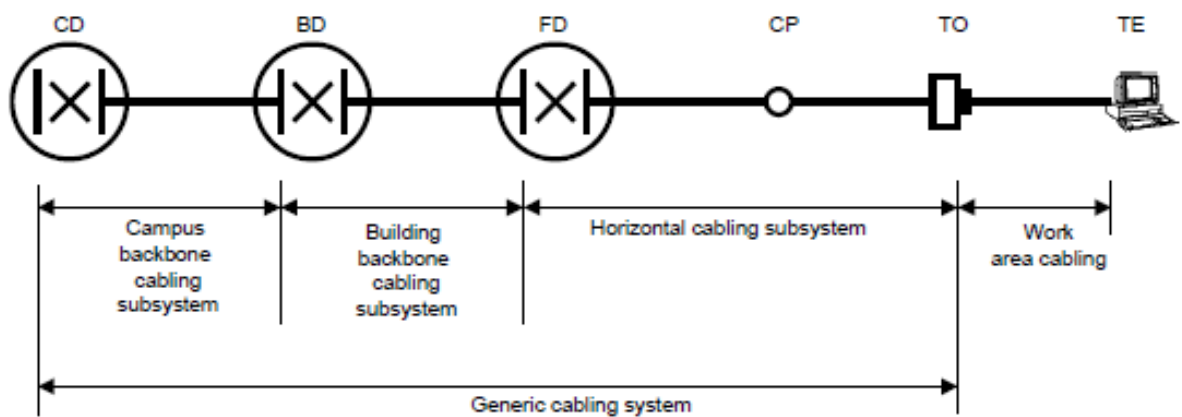 CD BD FD CP TO TE
Campus
backbone
cabling
subsystem
Building
backbone
cabling
subsystem
Horizontal cabling subsystem
Work
area cabling
Generic cabling system